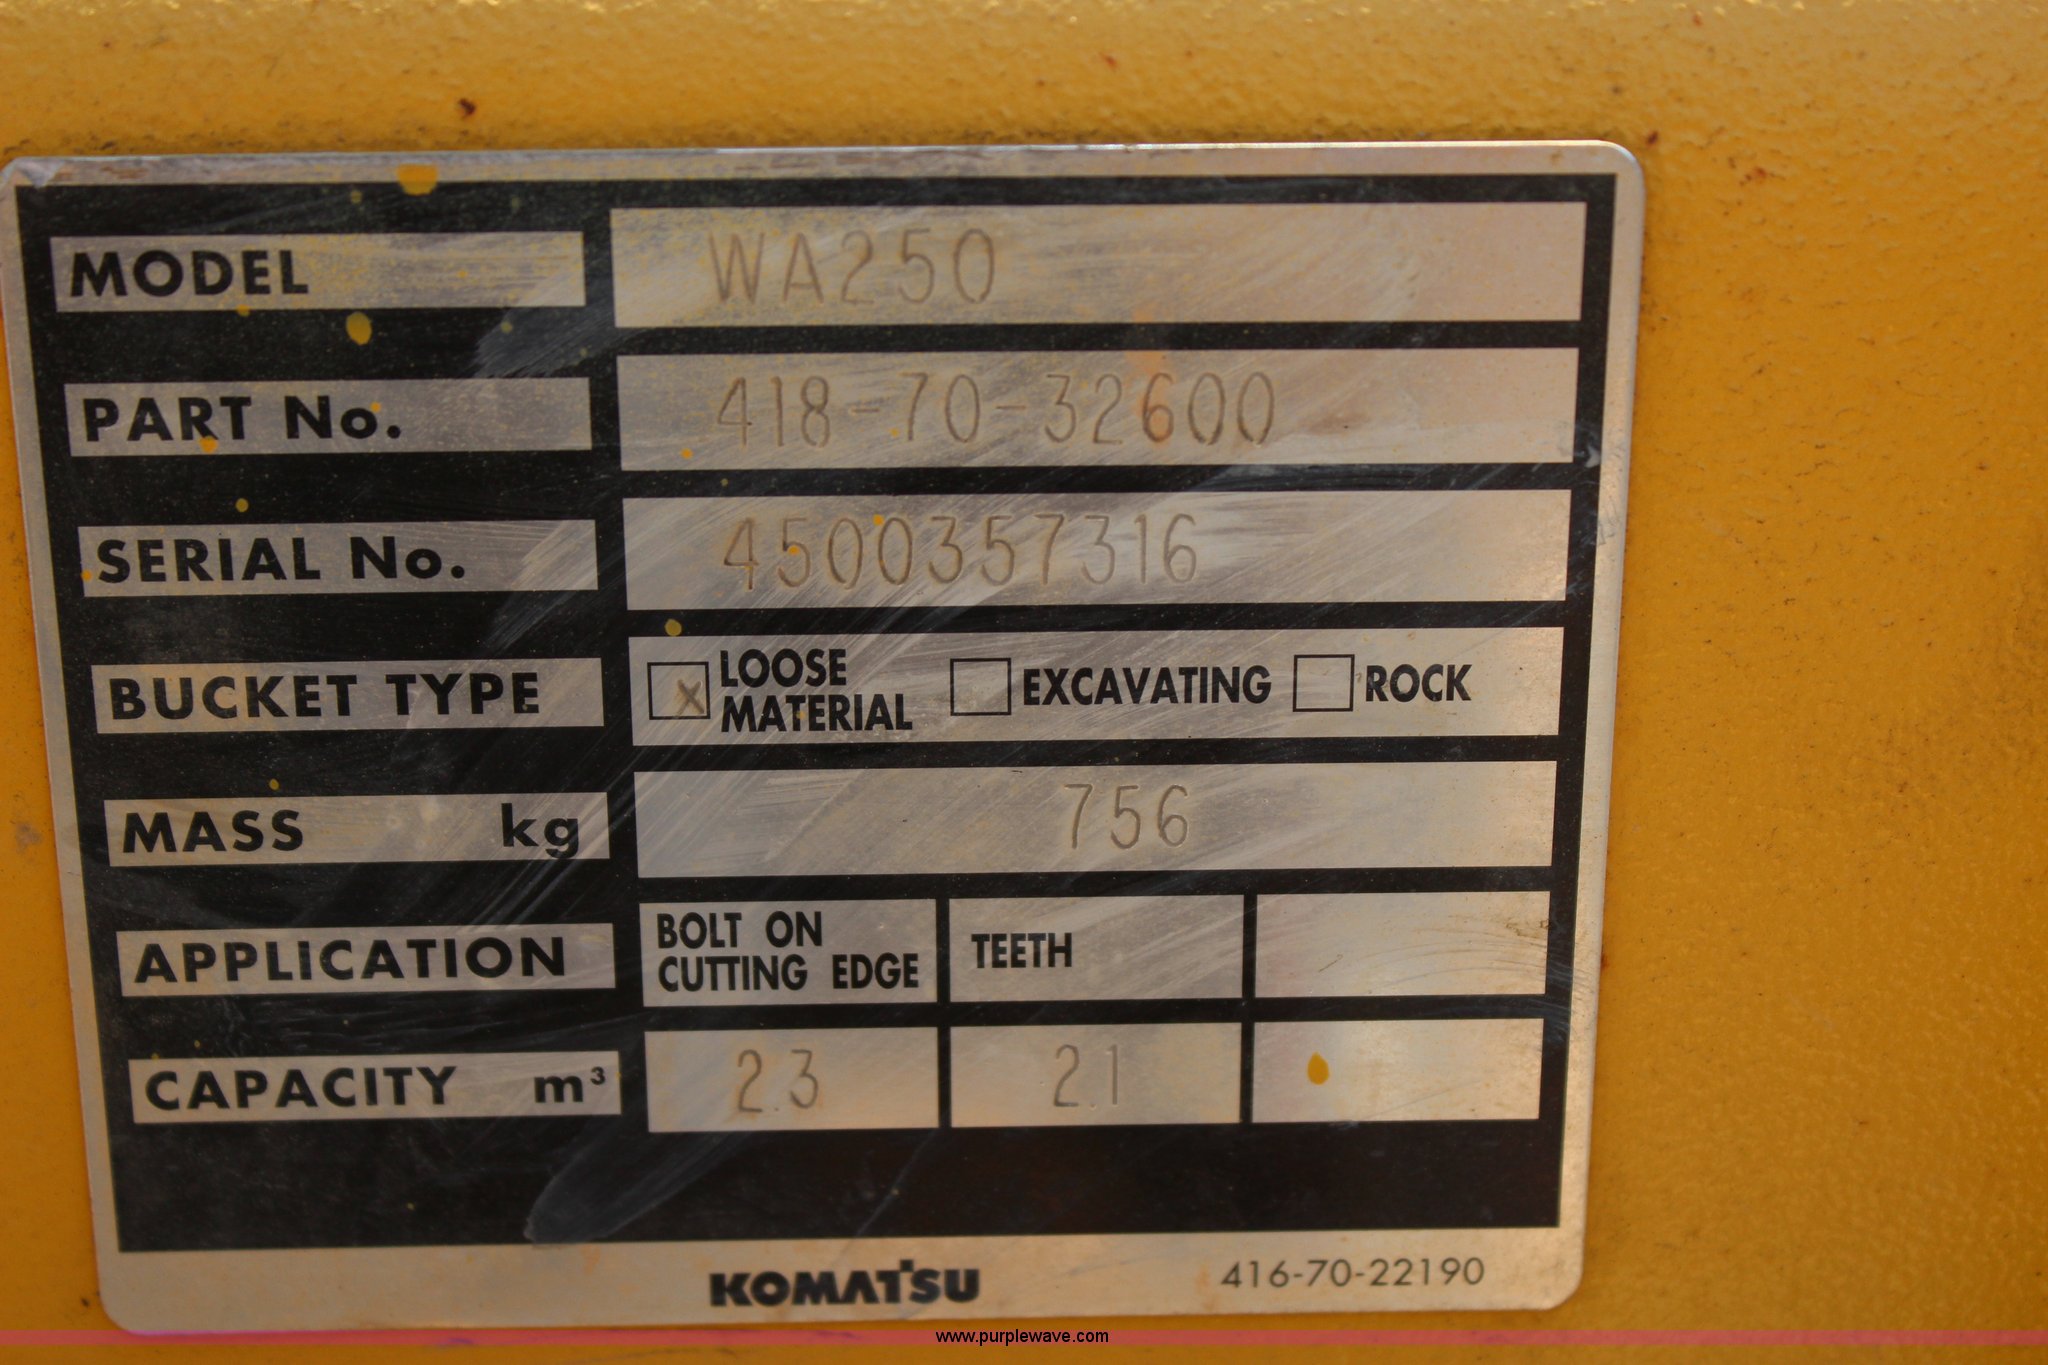 MODEL WA250
PART No. 418-70-32600
SERIAL No. 4500357316
BUCKET TYPE X LOOSE MATERIAL EXCAVATING ROCK
MASS kg 756
APPLICATION BOLT ON CUTTING EDGE TEETH
CAPACITY m³ 2.3 2.1
KOMATSU 416-70-22190
www.purplewave.com